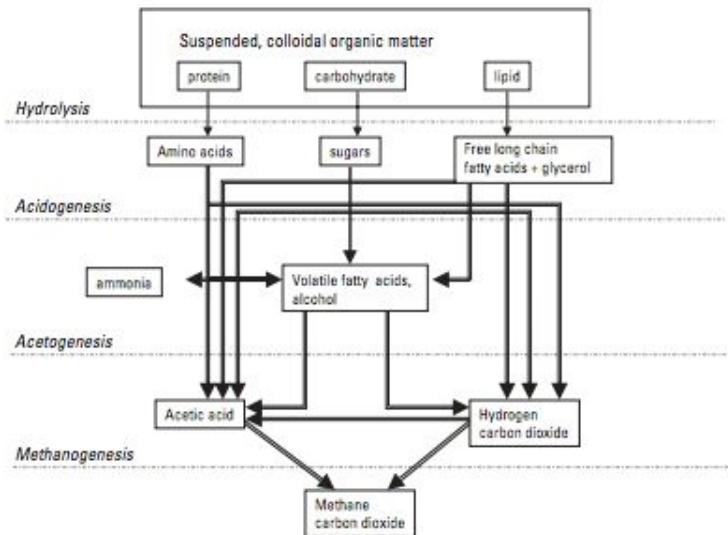 Suspended, colloidal organic matter
protein
carbohydrate
lipid
Hydrolysis
Amino acids
sugars
Free long chain
fatty acids + glycerol
Acidogenesis
ammonia
Volatile fatty acids,
alcohol
Acetogenesis
Acetic acid
Hydrogen
carbon dioxide
Methanogenesis
Methane
carbon dioxide